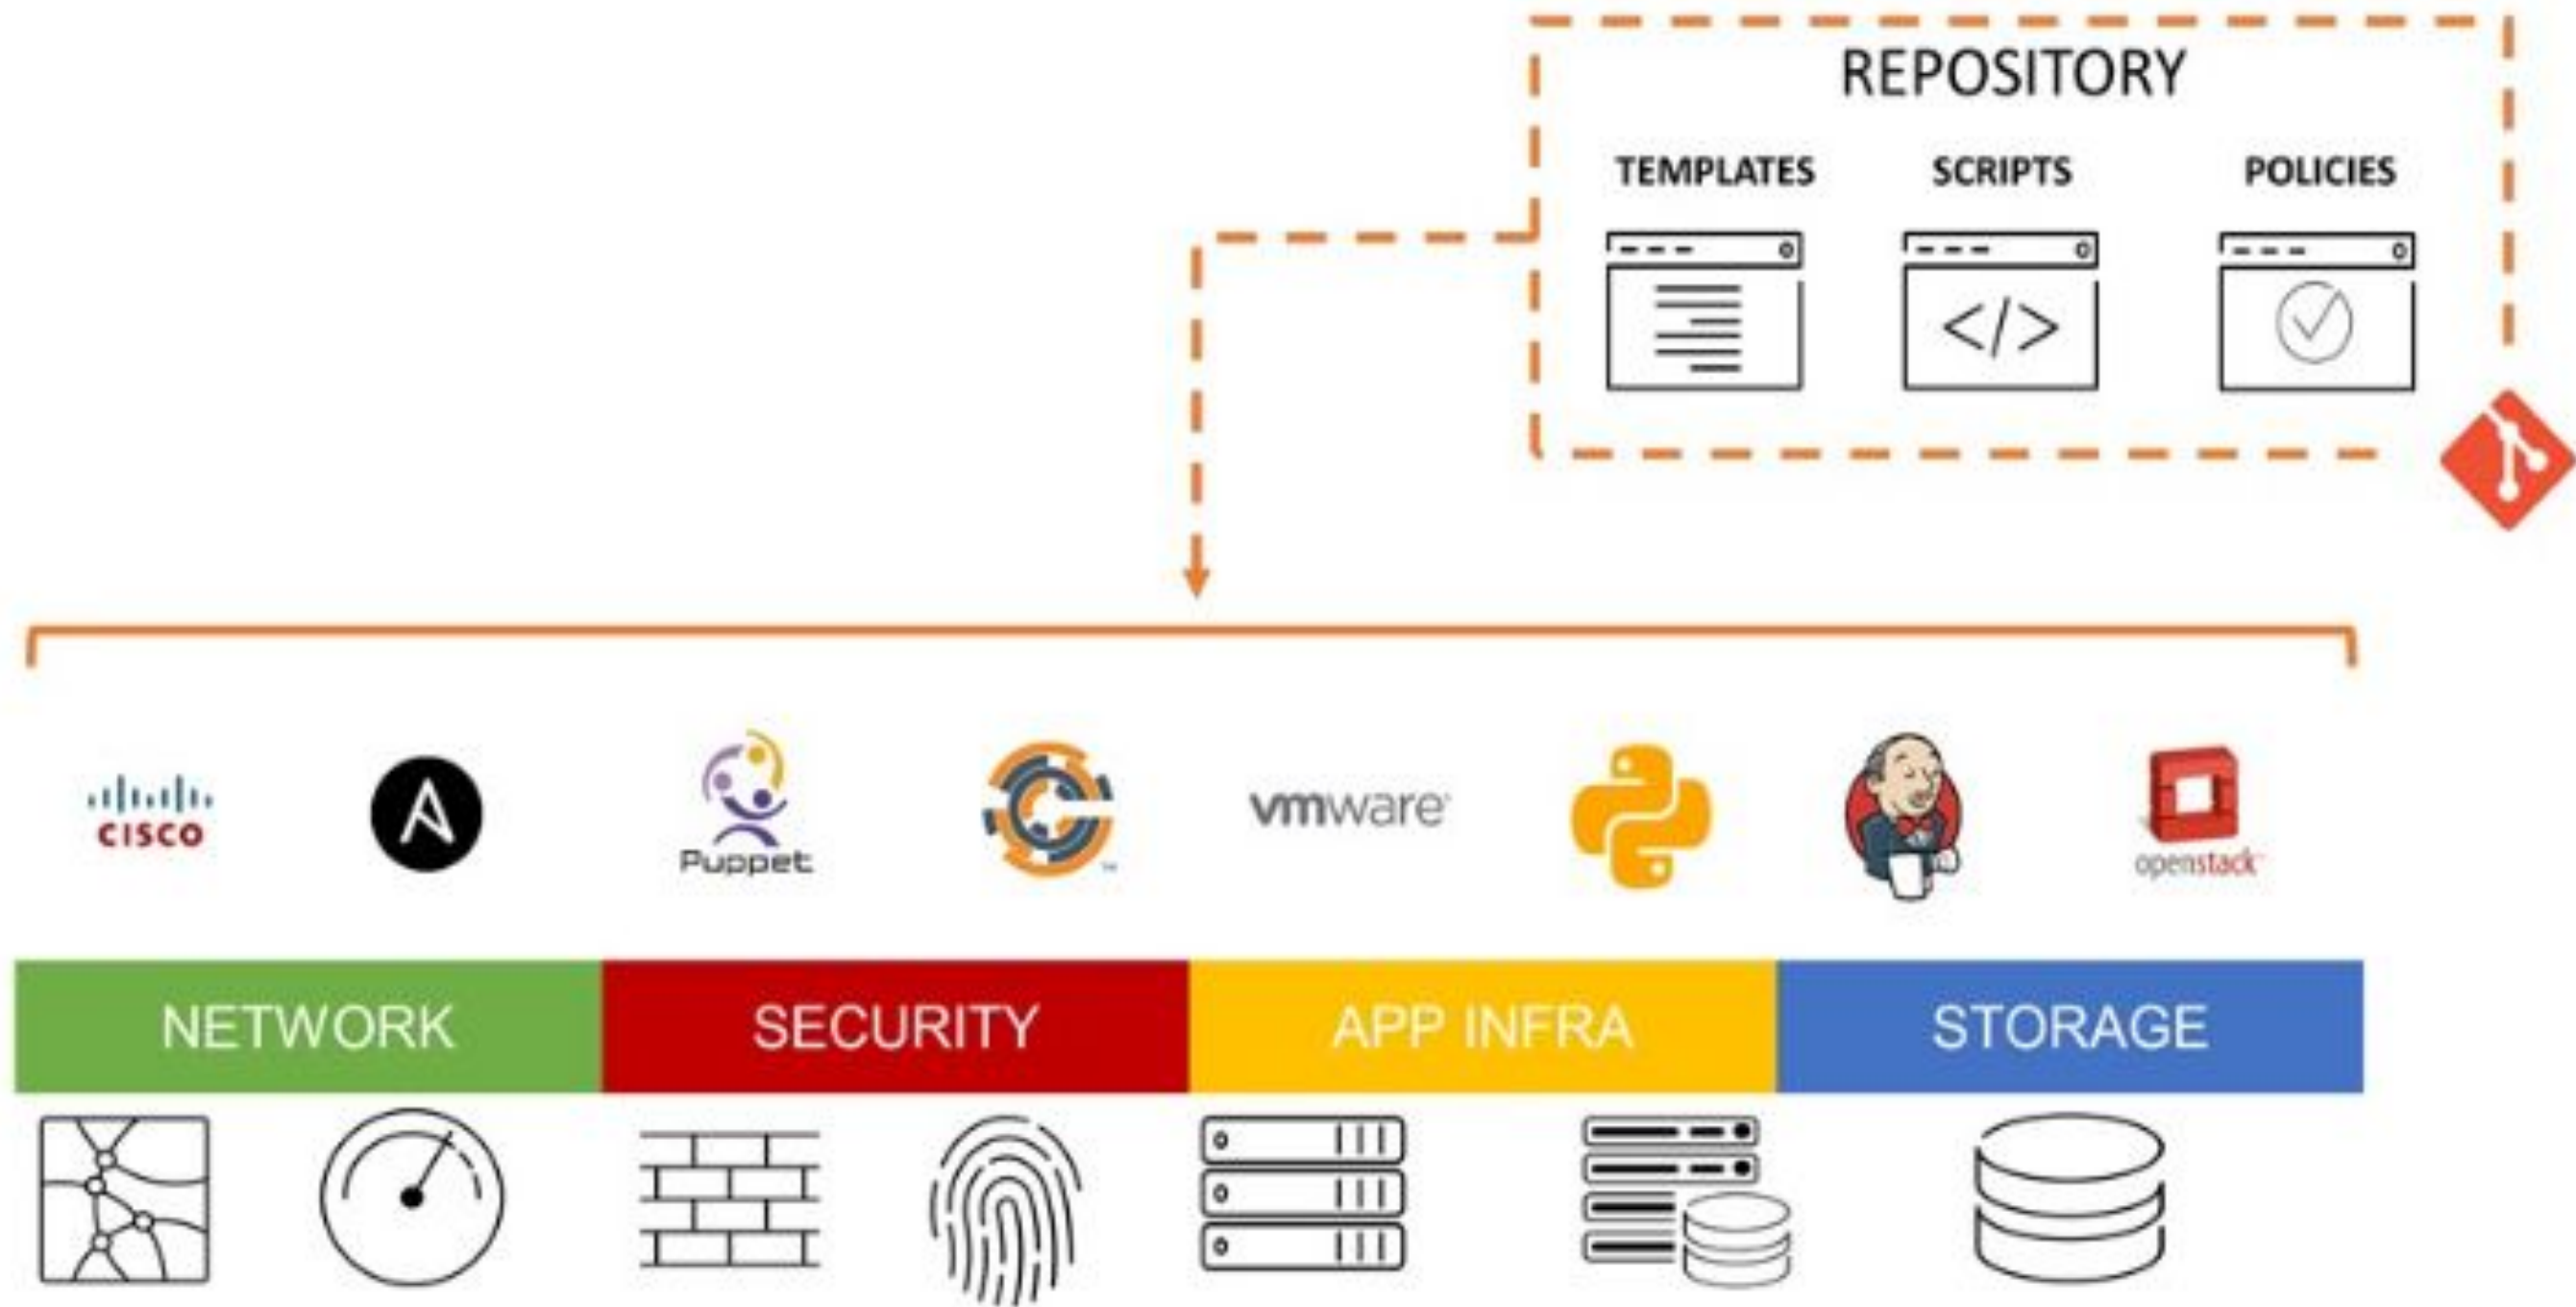 REPOSITORY
TEMPLATES SCRIPTS POLICIES
</>
CISCO
Puppet
vmware
openstack
NETWORK SECURITY APP INFRA STORAGE